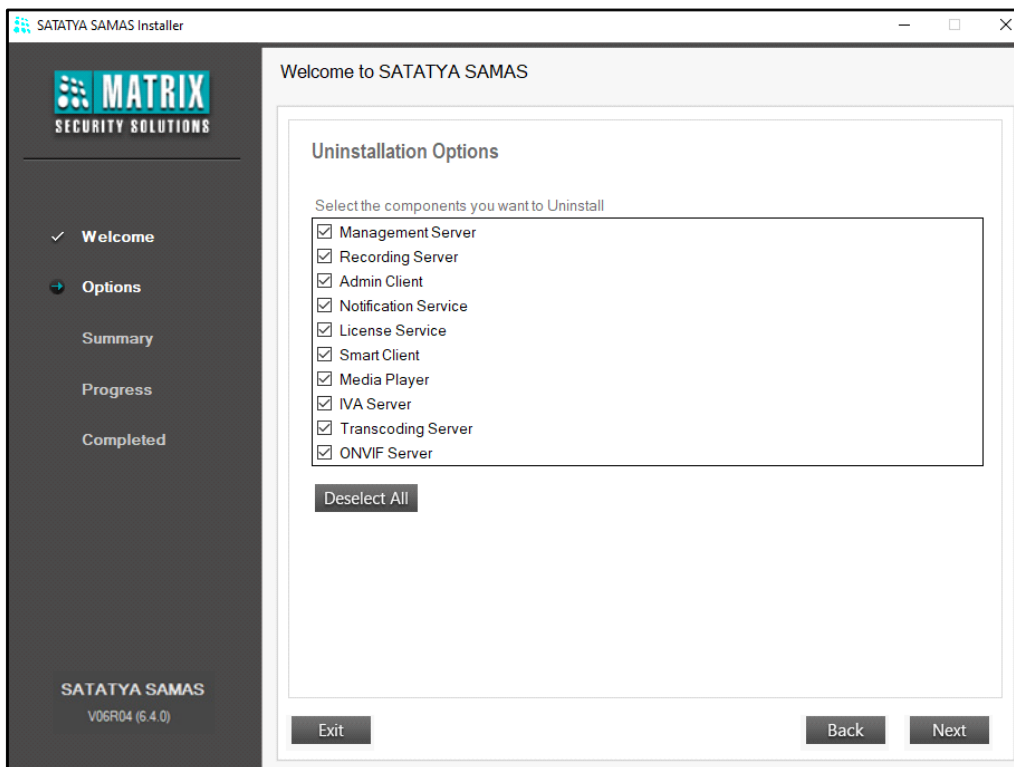 SATATYA SAMAS Installer
MATRIX
SECURITY SOLUTIONS
Welcome
Options
Summary
Progress
Completed
SATATYA SAMAS
V06R04 (6.4.0)
Welcome to SATATYA SAMAS
Uninstallation Options
Select the components you want to Uninstall
Management Server
Recording Server
Admin Client
Notification Service
License Service
Smart Client
Media Player
IVA Server
Transcoding Server
ONVIF Server
Deselect All
Exit
Back
Next